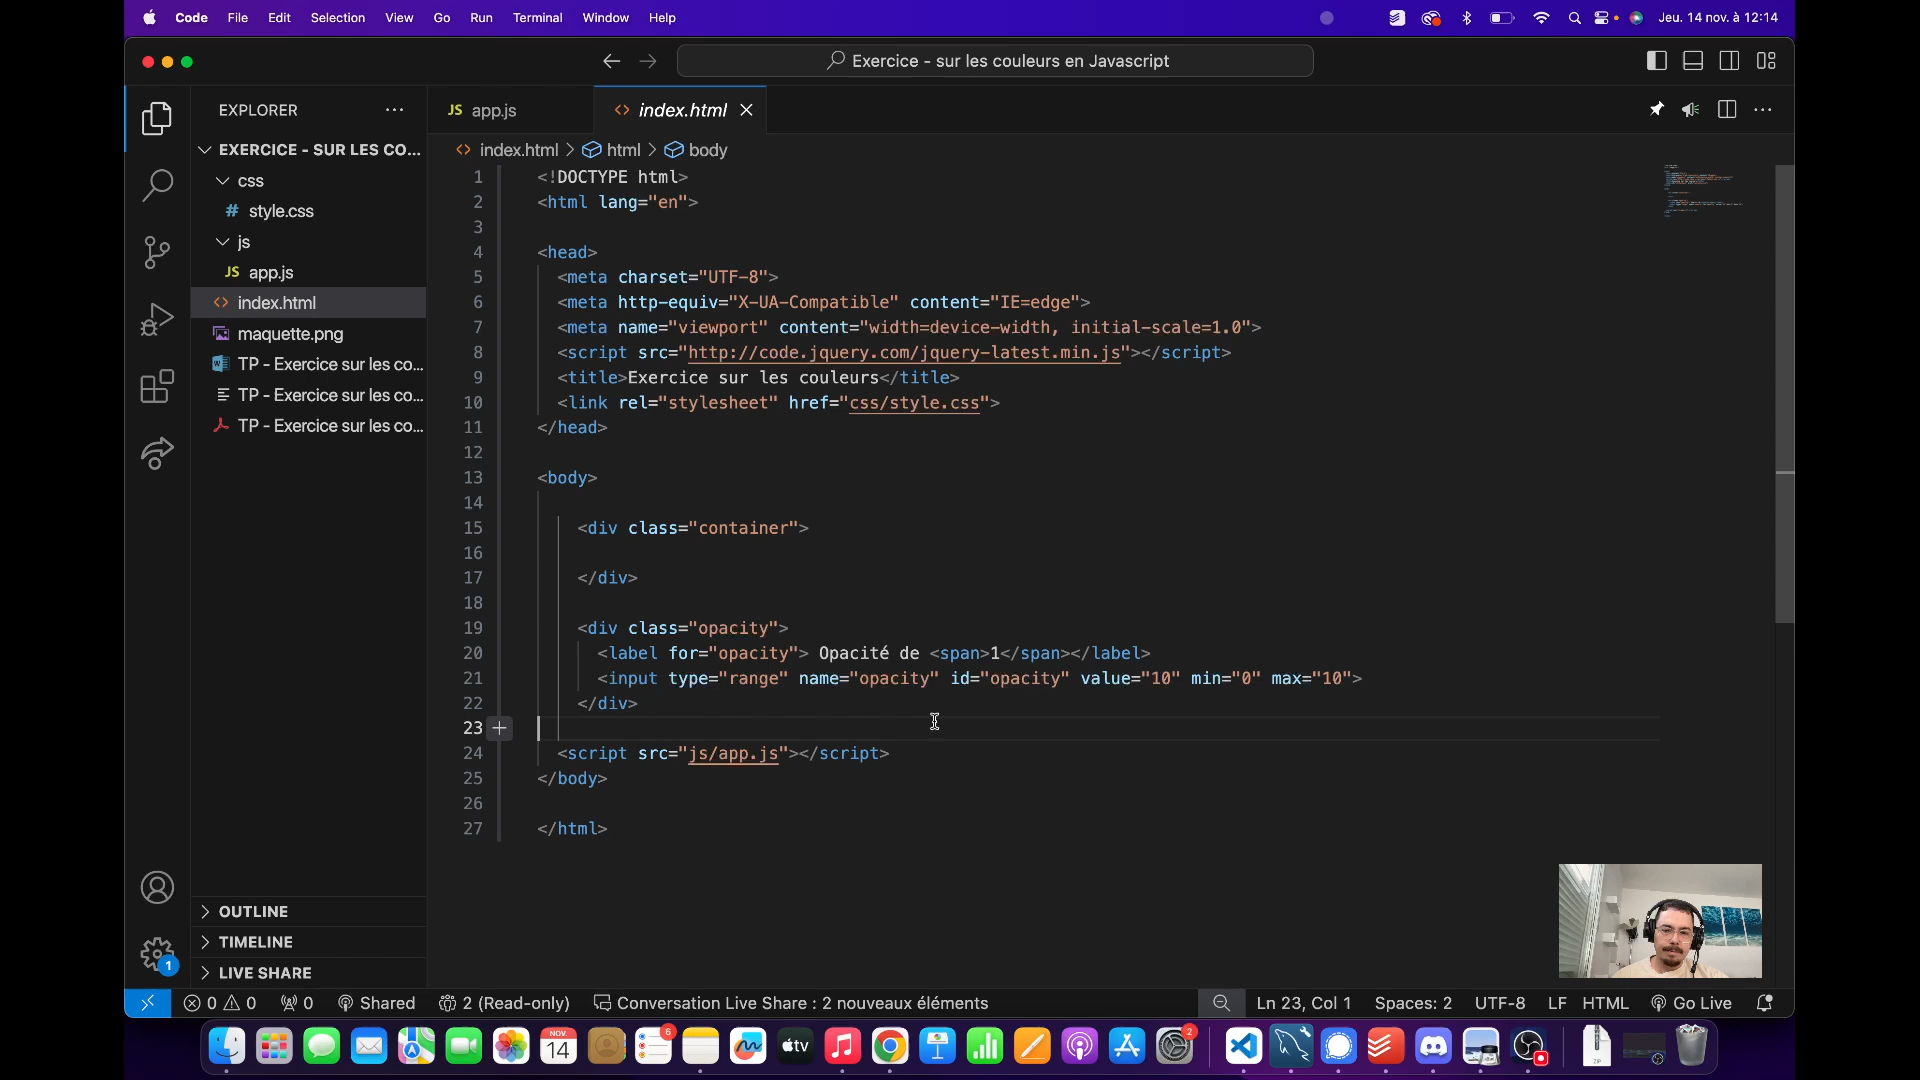 Code File Edit Selection View Go Run Terminal Window Help Jeu. 14 nov. à 12:14
Exercice - sur les couleurs en Javascript
EXPLORER
JS app.js
<> index.html
EXERCICE - SUR LES CO...
<> index.html > html > body
css
# style.css
js
JS app.js
<> index.html
maquette.png
TP - Exercice sur les co...
TP - Exercice sur les co...
TP - Exercice sur les co...
1 <!DOCTYPE html>
2 <html lang="en">
3
4 <head>
5 <meta charset="UTF-8">
6 <meta http-equiv="X-UA-Compatible" content="IE=edge">
7 <meta name="viewport" content="width=device-width, initial-scale=1.0">
8 <script src="http://code.jquery.com/jquery-latest.min.js"></script>
9 <title>Exercice sur les couleurs</title>
10 <link rel="stylesheet" href="css/style.css">
11 </head>
12
13 <body>
14
15 <div class="container">
16
17 </div>
18
19 <div class="opacity">
20 <label for="opacity"> Opacité de <span>1</span></label>
21 <input type="range" name="opacity" id="opacity" value="10" min="0" max="10">
22 </div>
23
24 <script src="js/app.js"></script>
25 </body>
26
27 </html>
OUTLINE
TIMELINE
LIVE SHARE
1
0 0 0 Shared 2 (Read-only) Conversation Live Share : 2 nouveaux éléments Ln 23, Col 1 Spaces: 2 UTF-8 LF HTML Go Live
NOV.
14
6
tv
2
ZIP